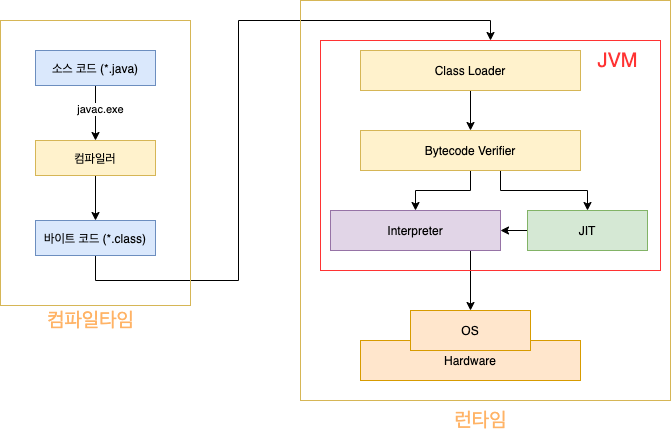 소스 코드 (*.java)
javac.exe
컴파일러
바이트 코드 (*.class)
컴파일타임
JVM
Class Loader
Bytecode Verifier
Interpreter
JIT
OS
Hardware
런타임